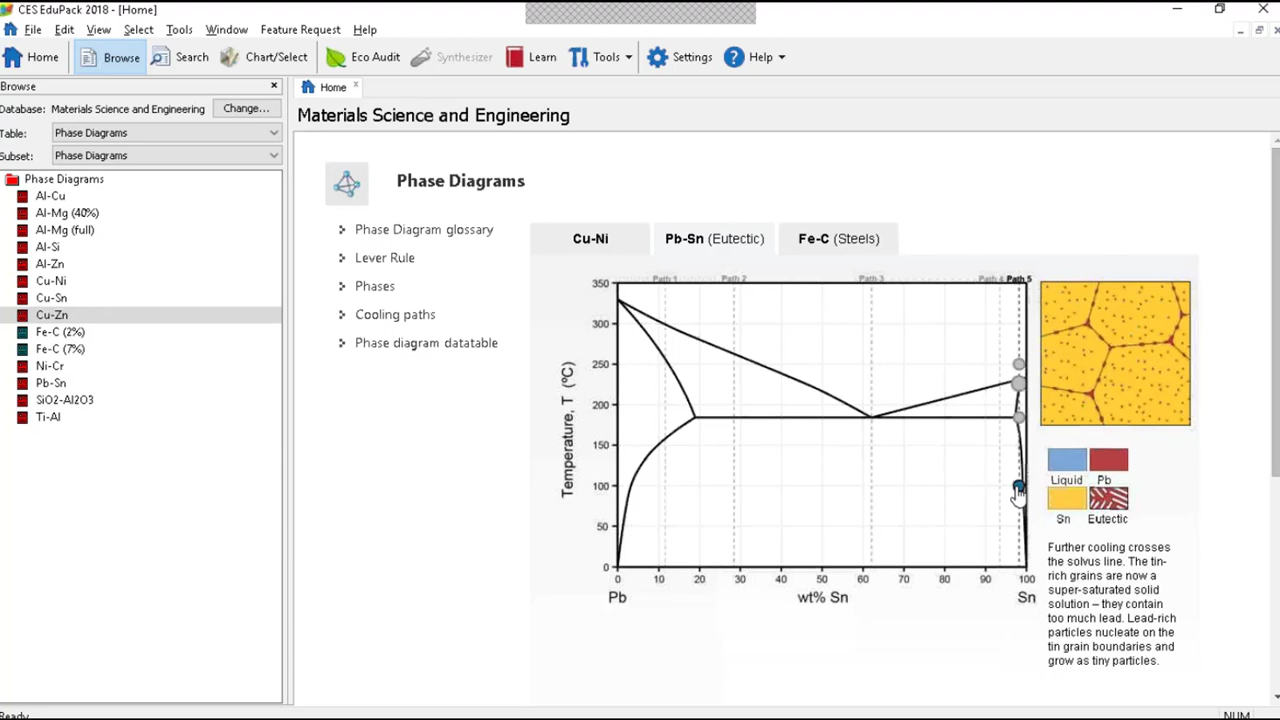 CES EduPack 2018 - [Home]
File Edit View Select Tools Window Feature Request Help
Home Browse Search Chart/Select Eco Audit Synthesizer Learn Tools Settings Help
Browse
Home
Database: Materials Science and Engineering Change...
Materials Science and Engineering
Table: Phase Diagrams
Subset: Phase Diagrams
Phase Diagrams
Al-Cu
Al-Mg (40%)
Al-Mg (full)
Al-Si
Al-Zn
Cu-Ni
Cu-Sn
Cu-Zn
Fe-C (2%)
Fe-C (7%)
Ni-Cr
Pb-Sn
SiO2-Al2O3
Ti-Al
Phase Diagrams
Phase Diagram glossary
Lever Rule
Phases
Cooling paths
Phase diagram datatable
Cu-Ni Pb-Sn (Eutectic) Fe-C (Steels)
Path 1 Path 2 Path 3 Path 4 Path 5
350
300
250
200
150
100
50
0
Temperature, T (ºC)
0 10 20 30 40 50 60 70 80 90 100
Pb wt% Sn Sn
Liquid Pb
Sn Eutectic
Further cooling crosses
the solvus line. The tin-
rich grains are now a
super-saturated solid
solution – they contain
too much lead. Lead-rich
particles nucleate on the
tin grain boundaries and
grow as tiny particles.
Ready NUM